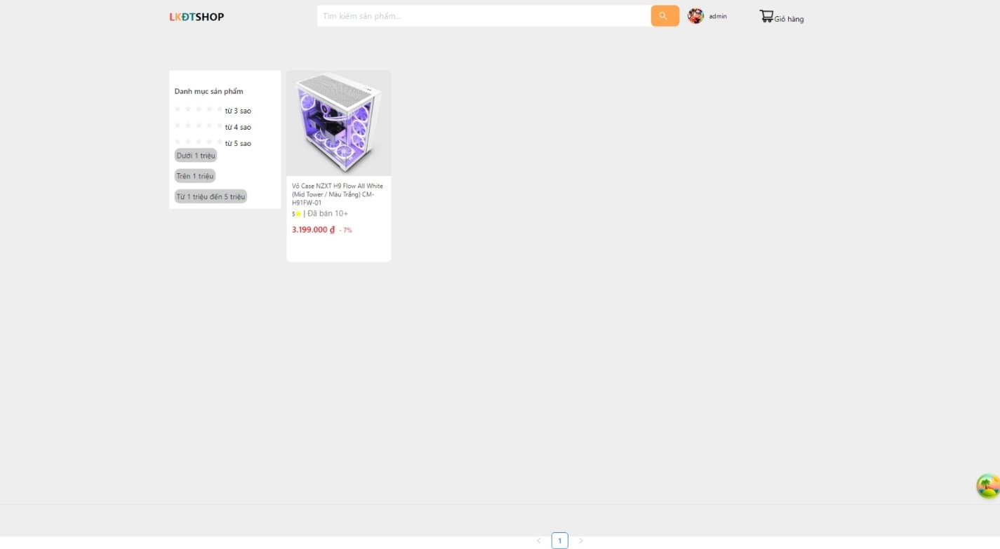 LKĐTSHOP
Tìm kiếm sản phẩm...
admin
Giỏ hàng
Danh mục sản phẩm
từ 3 sao
từ 4 sao
từ 5 sao
Dưới 1 triệu
Trên 1 triệu
Từ 1 triệu đến 5 triệu
Vỏ Case NZXT H9 Flow All White
(Mid Tower / Màu Trắng) CM-
H91FW-01
5 | Đã bán 10+
3.199.000 ₫ - 7%
1